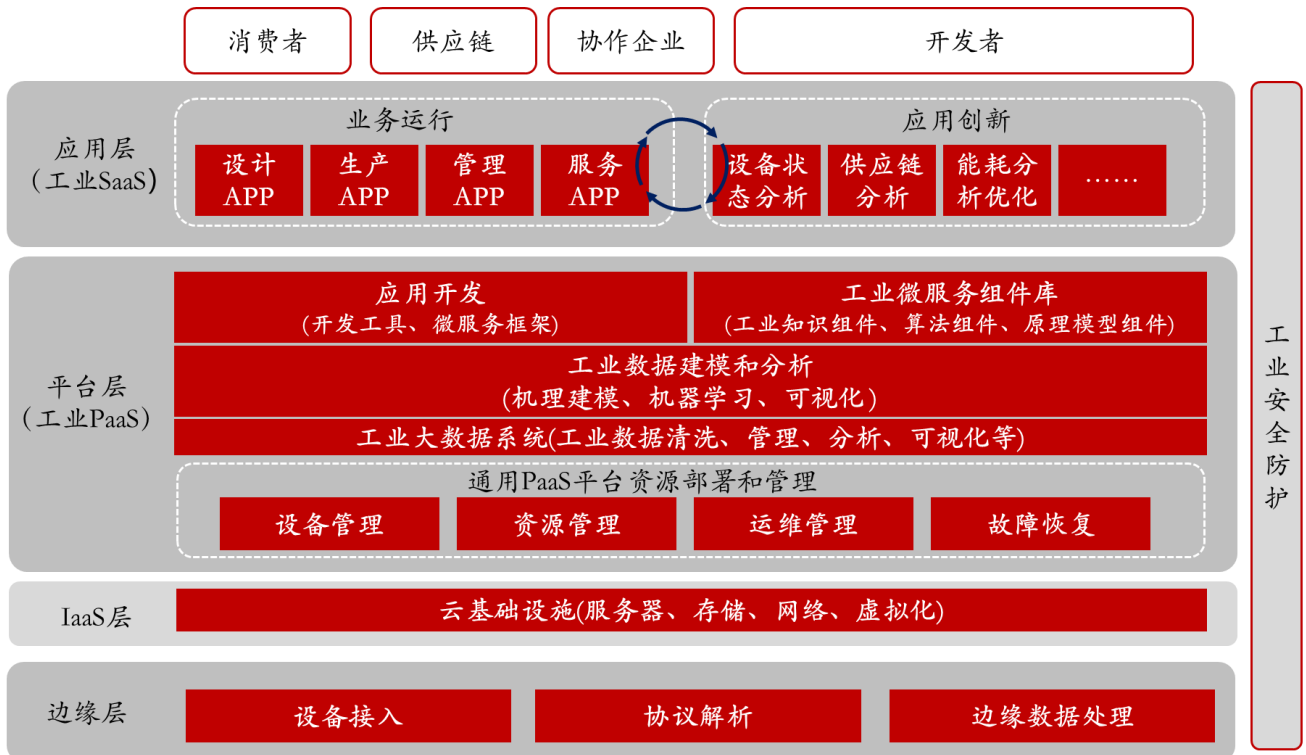 消费者
供应链
协作企业
开发者
应用层
（工业SaaS）
业务运行
设计
APP
生产
APP
管理
APP
服务
APP
应用创新
设备状
态分析
供应链
分析
能耗分
析优化
……
平台层
（工业PaaS）
应用开发
(开发工具、微服务框架)
工业微服务组件库
(工业知识组件、算法组件、原理模型组件)
工业数据建模和分析
(机理建模、机器学习、可视化)
工业大数据系统(工业数据清洗、管理、分析、可视化等)
通用PaaS平台资源部署和管理
设备管理
资源管理
运维管理
故障恢复
IaaS层
云基础设施(服务器、存储、网络、虚拟化)
边缘层
设备接入
协议解析
边缘数据处理
工业安全防护